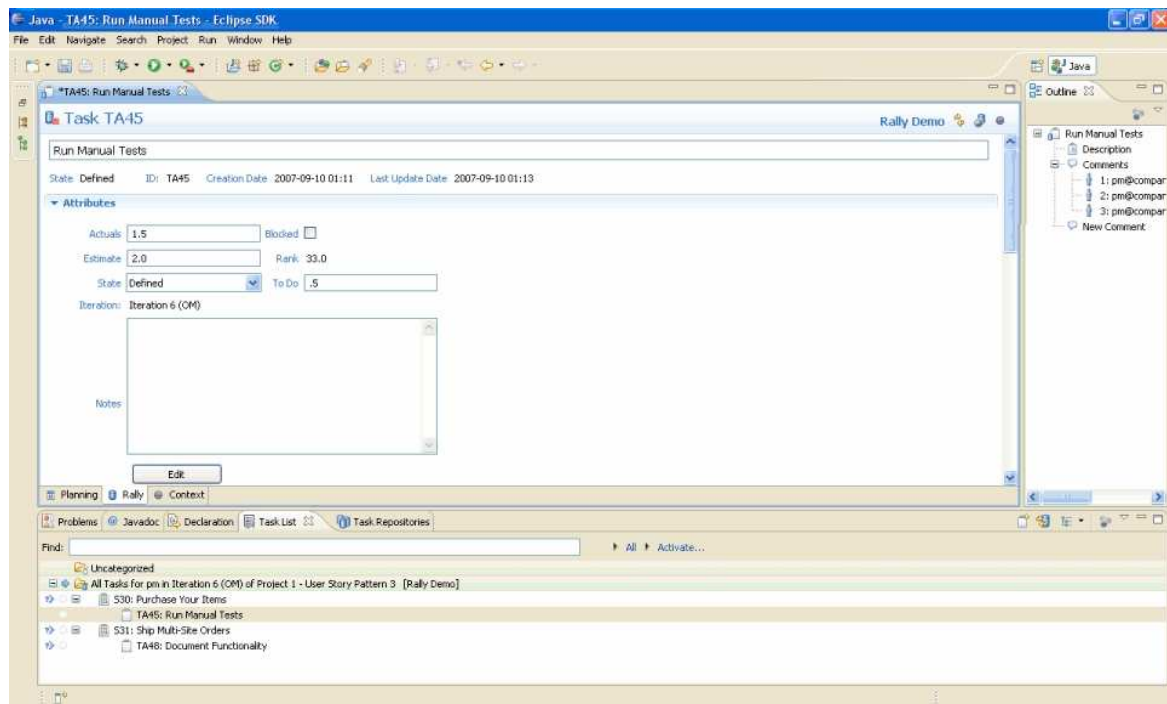 Java - TA45: Run Manual Tests - Eclipse SDK
File Edit Navigate Search Project Run Window Help
Java
*TA45: Run Manual Tests
Task TA45
Rally Demo
Run Manual Tests
State Defined ID: TA45 Creation Date 2007-09-10 01:11 Last Update Date 2007-09-10 01:13
Attributes
Actuals 1.5 Blocked
Estimate 2.0 Rank 33.0
State Defined To Do .5
Iteration: Iteration 6 (OM)
Notes
Edit
Planning Rally Context
Outline
Run Manual Tests
Description
Comments
1: pm@compar
2: pm@compar
3: pm@compar
New Comment
Problems Javadoc Declaration Task List Task Repositories
Find: All Activate...
Uncategorized
All Tasks for pm in Iteration 6 (OM) of Project 1 - User Story Pattern 3 [Rally Demo]
S30: Purchase Your Items
TA45: Run Manual Tests
S31: Ship Multi-Site Orders
TA48: Document Functionality